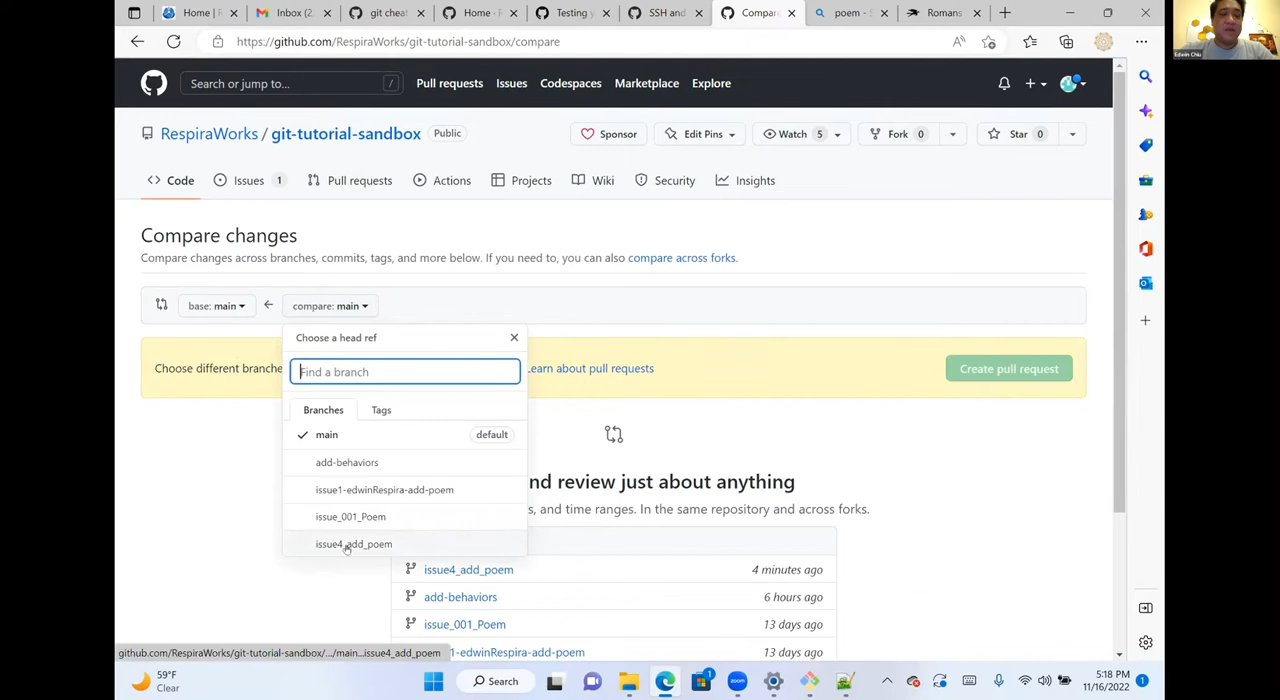 Home |
Inbox (2,
git cheat
Home ·
Testing y
SSH and
Compar
poem - S
Romans
https://github.com/RespiraWorks/git-tutorial-sandbox/compare
Edwin Chiu
Search or jump to...
/
Pull requests
Issues
Codespaces
Marketplace
Explore
RespiraWorks / git-tutorial-sandbox
Public
Sponsor
Edit Pins
Watch 5
Fork 0
Star 0
Code
Issues 1
Pull requests
Actions
Projects
Wiki
Security
Insights
Compare changes
Compare changes across branches, commits, tags, and more below. If you need to, you can also compare across forks.
base: main
compare: main
Choose a head ref
Choose different branche
Learn about pull requests
Create pull request
Find a branch
Branches
Tags
main
default
add-behaviors
issue1-edwinRespira-add-poem
nd review just about anything
s, and time ranges. In the same repository and across forks.
issue_001_Poem
issue4_add_poem
issue4_add_poem
4 minutes ago
add-behaviors
6 hours ago
issue_001_Poem
13 days ago
1-edwinRespira-add-poem
13 days ago
github.com/RespiraWorks/git-tutorial-sandbox/.../main...issue4_add_poem
59°F
Clear
Search
1
5:18 PM
11/16/2022
1